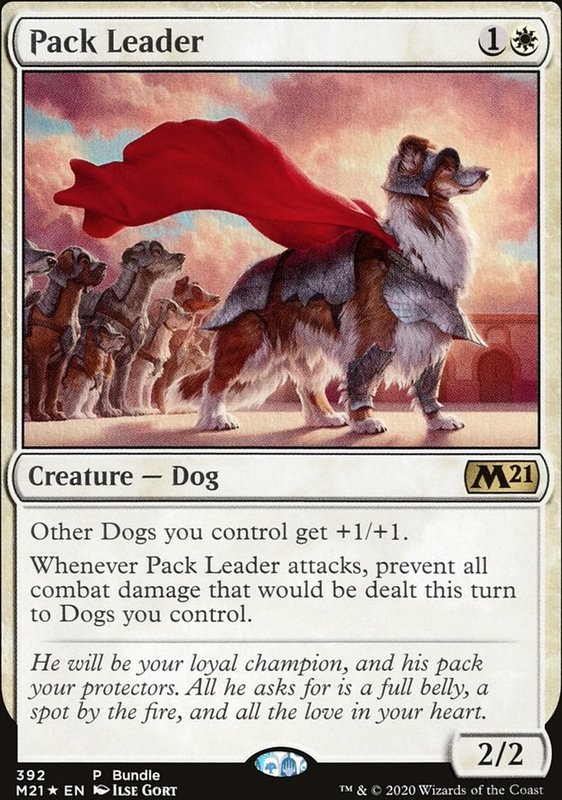 Pack Leader 1
Creature — Dog M21
Other Dogs you control get +1/+1.
Whenever Pack Leader attacks, prevent all
combat damage that would be dealt this turn
to Dogs you control.
He will be your loyal champion, and his pack
your protectors. All he asks for is a full belly, a
spot by the fire, and all the love in your heart.
2/2
392 P Bundle
M21 ★ EN Ilse Gort
™ & © 2020 Wizards of the Coast